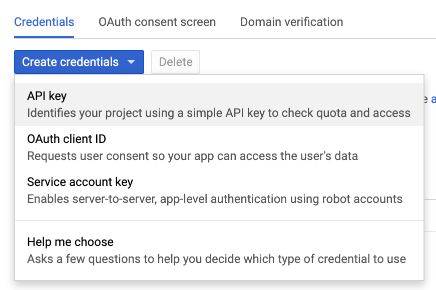 Credentials OAuth consent screen Domain verification
Create credentials Delete
API key
Identifies your project using a simple API key to check quota and access
OAuth client ID
Requests user consent so your app can access the user's data
Service account key
Enables server-to-server, app-level authentication using robot accounts
Help me choose
Asks a few questions to help you decide which type of credential to use